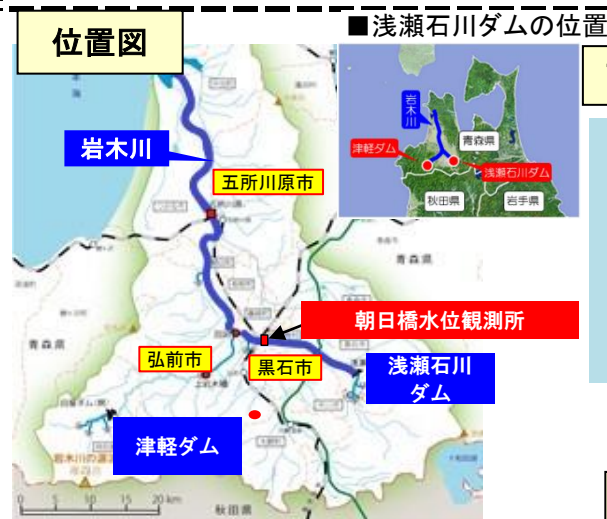 ■浅瀬石川ダムの位置
位置図
岩木川
青森県
津軽ダム
浅瀬石川ダム
秋田県
岩手県
岩木川
五所川原市
青森県
朝日橋水位観測所
青森県
弘前市
黒石市
浅瀬石川
ダム
津軽ダム
0 5 10 15 20 km
秋田県